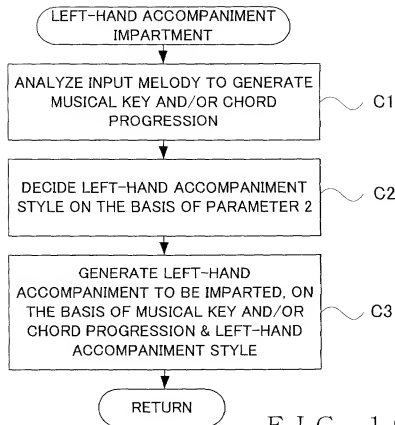 LEFT-HAND ACCOMPANIMENT
IMPARTMENT
ANALYZE INPUT MELODY TO GENERATE
MUSICAL KEY AND/OR CHORD
PROGRESSION
C1
DECIDE LEFT-HAND ACCOMPANIMENT
STYLE ON THE BASIS OF PARAMETER 2
C2
GENERATE LEFT-HAND
ACCOMPANIMENT TO BE IMPARTED, ON
THE BASIS OF MUSICAL KEY AND/OR
CHORD PROGRESSION & LEFT-HAND
ACCOMPANIMENT STYLE
C3
RETURN
FIG. 1